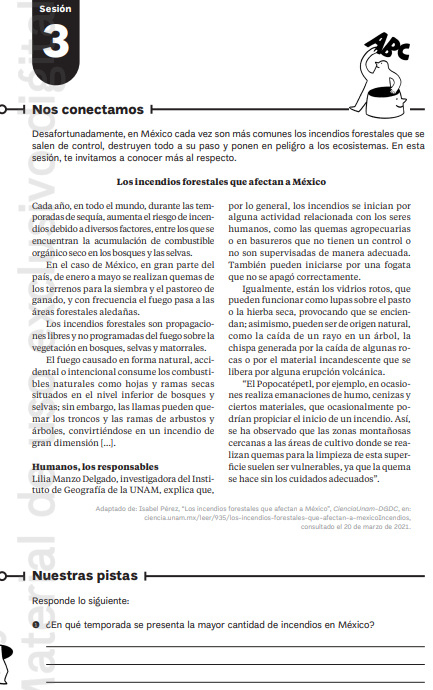 Sesión
3
ABC
Nos conectamos
Desafortunadamente, en México cada vez son más comunes los incendios forestales que se
salen de control, destruyen todo a su paso y ponen en peligro a los ecosistemas. En esta
sesión, te invitamos a conocer más al respecto.
Los incendios forestales que afectan a México
Cada año, en todo el mundo, durante las tem-
poradas de sequía, aumenta el riesgo de incen-
dios debido a diversos factores, entre los que se
encuentran la acumulación de combustible
orgánico seco en los bosques y las selvas.
En el caso de México, en gran parte del
país, de enero a mayo se realizan quemas de
los terrenos para la siembra y el pastoreo de
ganado, y con frecuencia el fuego pasa a las
áreas forestales aledañas.
Los incendios forestales son propagacio-
nes libres y no programadas del fuego sobre la
vegetación en bosques, selvas y matorrales.
El fuego causado en forma natural, acci-
dental o intencional consume los combusti-
bles naturales como hojas y ramas secas
situados en el nivel inferior de bosques y
selvas; sin embargo, las llamas pueden que-
mar los troncos y las ramas de arbustos y
árboles, convirtiéndose en un incendio de
gran dimensión [...].
Humanos, los responsables
Lilia Manzo Delgado, investigadora del Insti-
tuto de Geografía de la UNAM, explica que,
por lo general, los incendios se inician por
alguna actividad relacionada con los seres
humanos, como las quemas agropecuarias
o en basureros que no tienen un control o
no son supervisadas de manera adecuada.
También pueden iniciarse por una fogata
que no se apagó correctamente.
Igualmente, están los vidrios rotos, que
pueden funcionar como lupas sobre el pasto
o la hierba seca, provocando que se encien-
dan; asimismo, pueden ser de origen natural,
como la caída de un rayo en un árbol, la
chispa generada por la caída de algunas ro-
cas o por el material incandescente que se
libera por alguna erupción volcánica.
"El Popocatépetl, por ejemplo, en ocasio-
nes realiza emanaciones de humo, cenizas y
ciertos materiales, que ocasionalmente po-
drían propiciar el inicio de un incendio. Así,
se ha observado que las zonas montañosas
cercanas a las áreas de cultivo donde se rea-
lizan quemas para la limpieza de esta super-
ficie suelen ser vulnerables, ya que la quema
se hace sin los cuidados adecuados".
Adaptado de: Isabel Pérez, "Los incendios forestales que afectan a México", CienciaUnam-DGDC, en:
ciencia.unam.mx/leer/935/los-incendios-forestales-que-afectan-a-mexicoIncendios,
consultado el 20 de marzo de 2021.
Nuestras pistas
Responde lo siguiente:
1 ¿En qué temporada se presenta la mayor cantidad de incendios en México?
Material de uso exclusivo digital